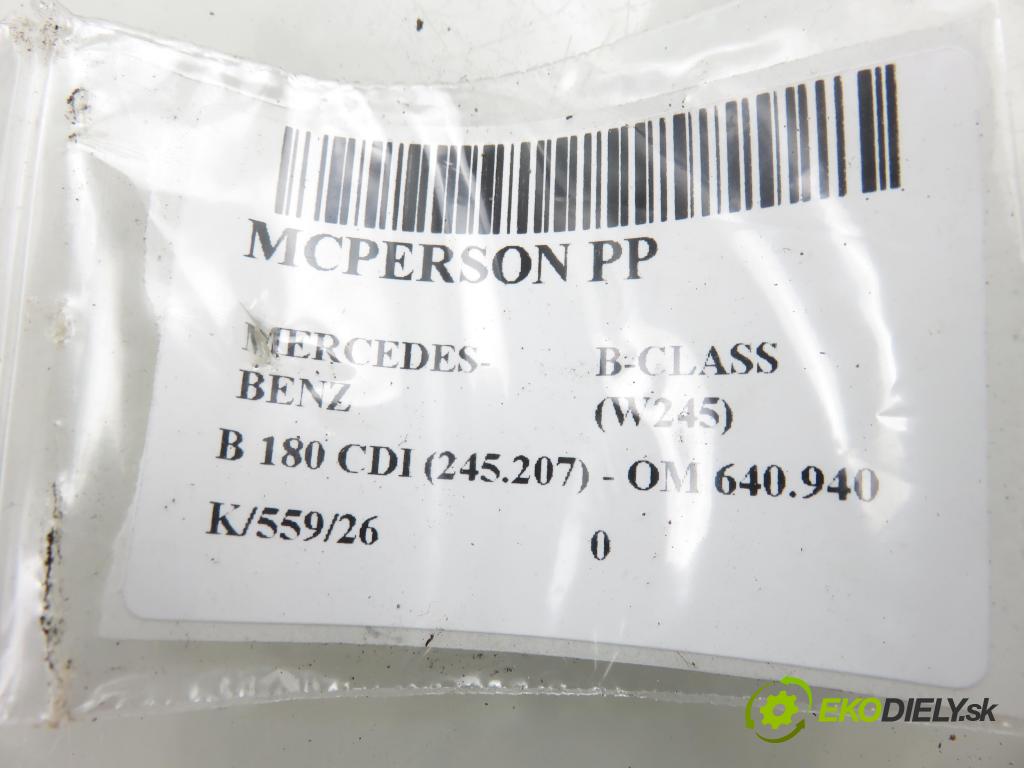 MCPERSON PP
MERCEDES-
BENZ
B-CLASS
(W245)
B 180 CDI (245.207) - OM 640.940
K/559/26
0
EKODIELY.sk